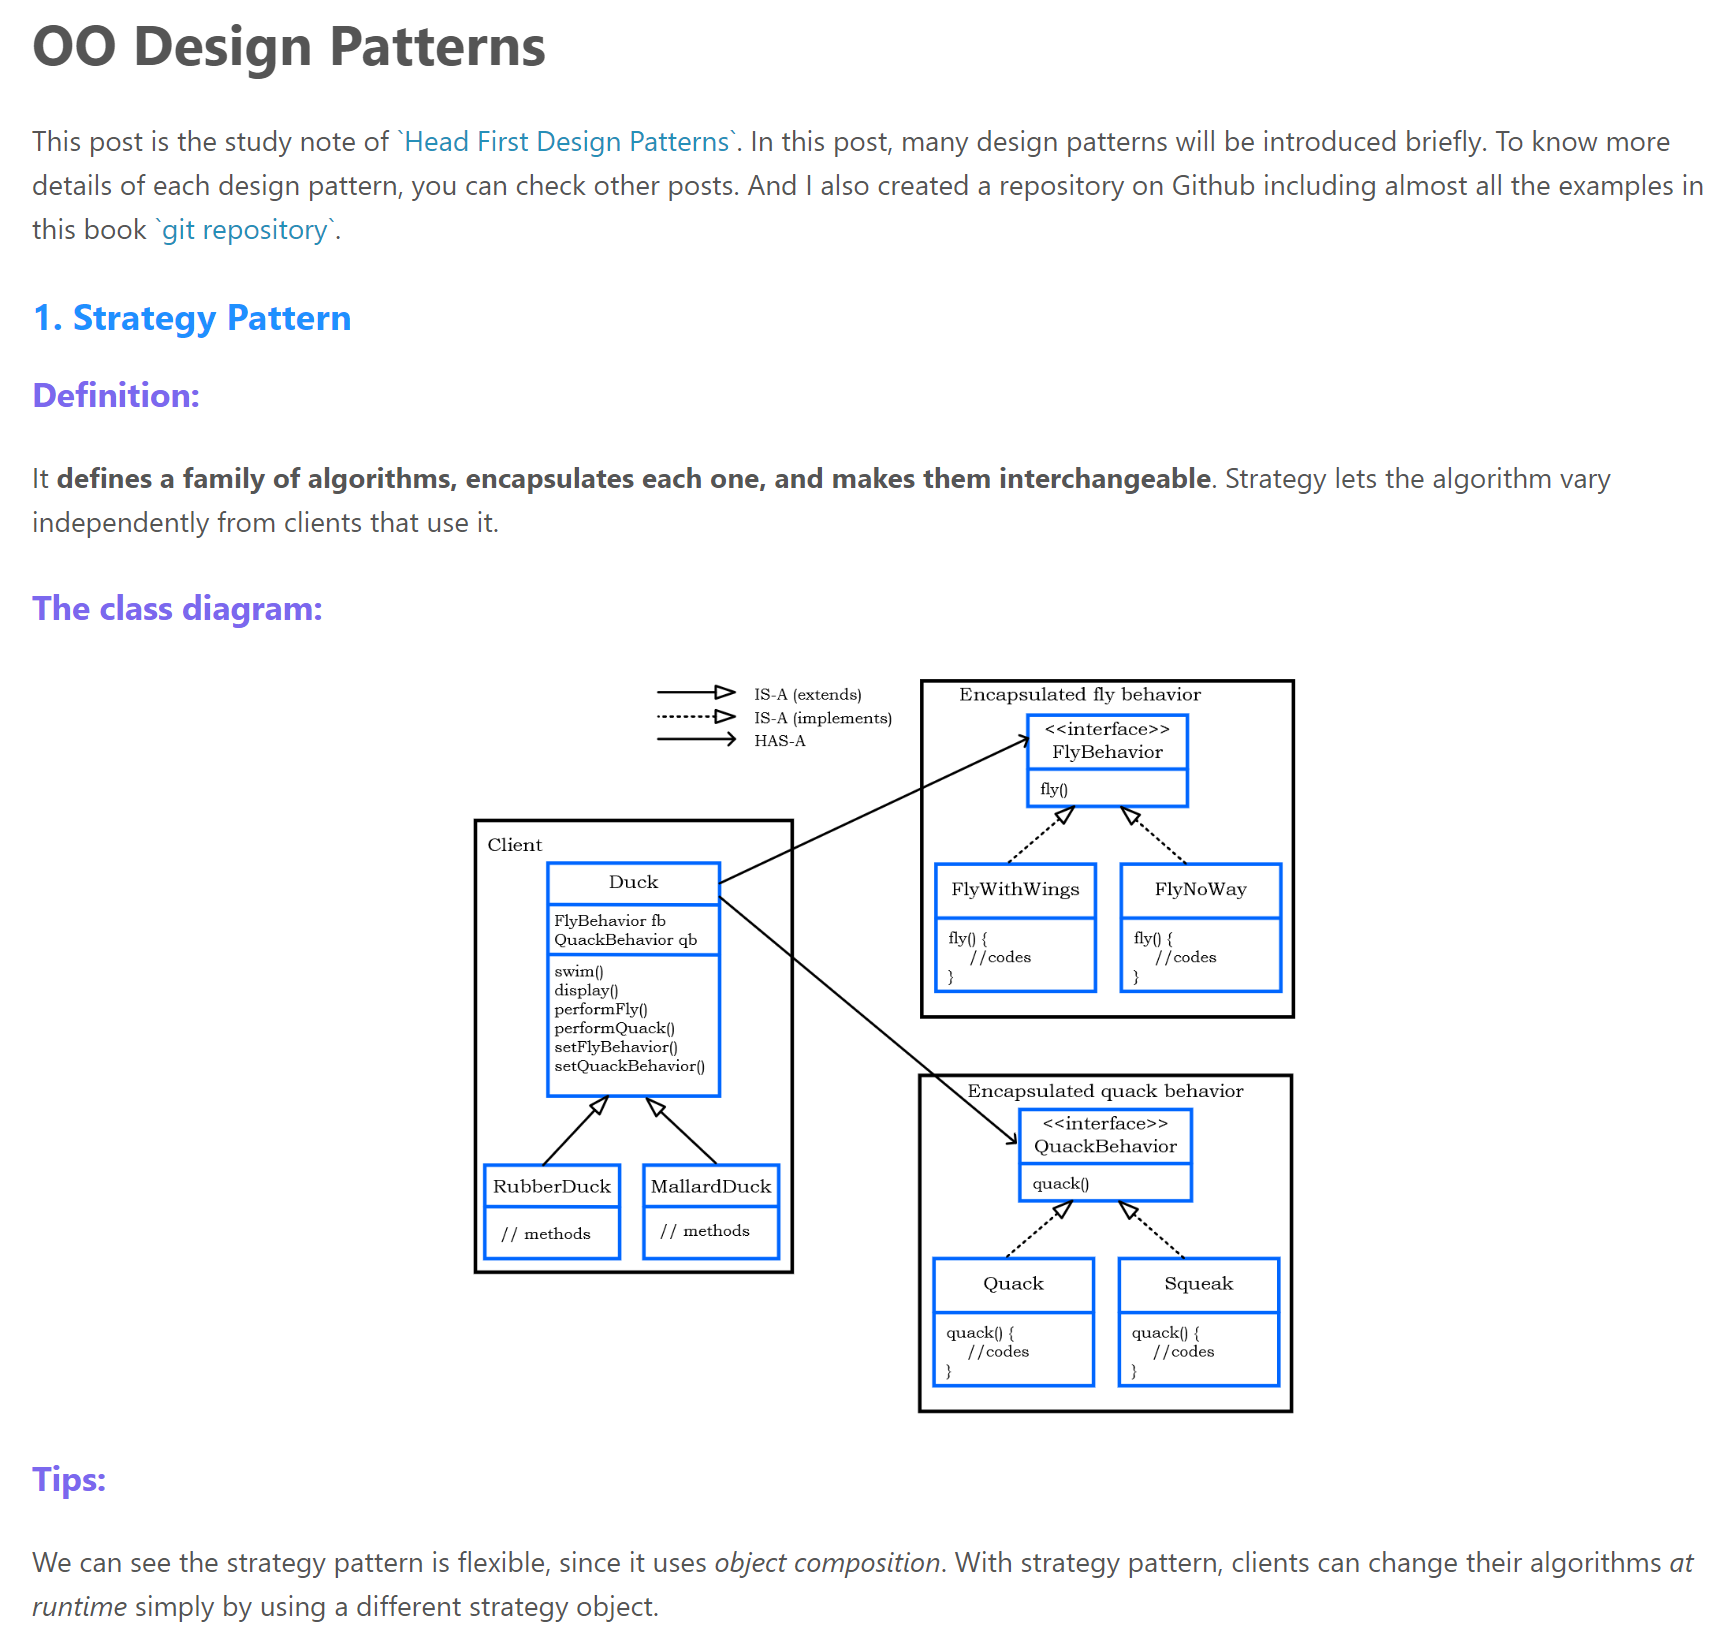 OO Design Patterns
This post is the study note of `Head First Design Patterns`. In this post, many design patterns will be introduced briefly. To know more
details of each design pattern, you can check other posts. And I also created a repository on Github including almost all the examples in
this book `git repository`.
1. Strategy Pattern
Definition:
It defines a family of algorithms, encapsulates each one, and makes them interchangeable. Strategy lets the algorithm vary
independently from clients that use it.
The class diagram:
IS-A (extends)
IS-A (implements)
HAS-A
Encapsulated fly behavior
<<interface>>
FlyBehavior
fly()
FlyWithWings
fly() {
//codes
}
FlyNoWay
fly() {
//codes
}
Client
Duck
FlyBehavior fb
QuackBehavior qb
swim()
display()
performFly()
performQuack()
setFlyBehavior()
setQuackBehavior()
RubberDuck
// methods
MallardDuck
// methods
Encapsulated quack behavior
<<interface>>
QuackBehavior
quack()
Quack
quack() {
//codes
}
Squeak
quack() {
//codes
}
Tips:
We can see the strategy pattern is flexible, since it uses object composition. With strategy pattern, clients can change their algorithms at
runtime simply by using a different strategy object.